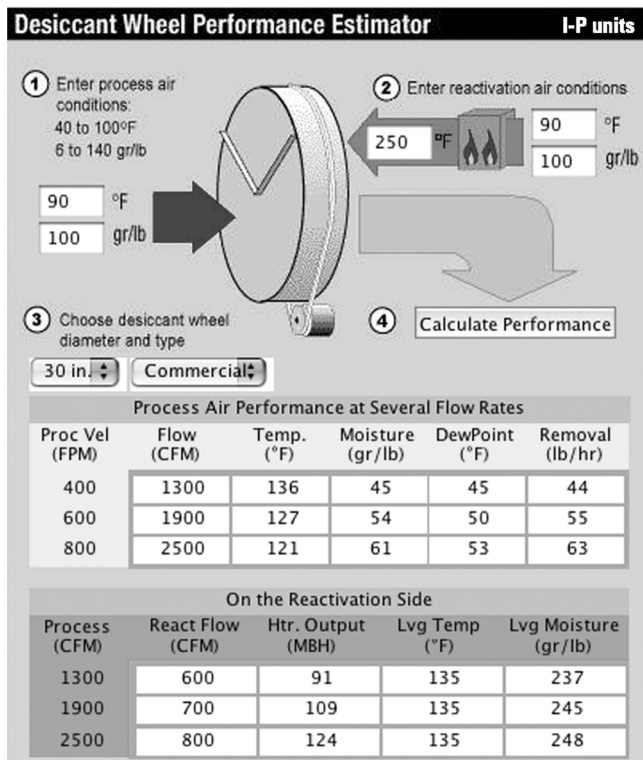 Desiccant Wheel Performance Estimator I-P units
1 Enter process air
conditions:
40 to 100°F
6 to 140 gr/lb
90 °F
100 gr/lb
2 Enter reactivation air conditions
250 °F
90 °F
100 gr/lb
3 Choose desiccant wheel
diameter and type
30 in. Commercial
4 Calculate Performance
Process Air Performance at Several Flow Rates
Proc Vel Flow Temp. Moisture DewPoint Removal
(FPM) (CFM) (°F) (gr/lb) (°F) (lb/hr)
400 1300 136 45 45 44
600 1900 127 54 50 55
800 2500 121 61 53 63
On the Reactivation Side
Process React Flow Htr. Output Lvg Temp Lvg Moisture
(CFM) (CFM) (MBH) (°F) (gr/lb)
1300 600 91 135 237
1900 700 109 135 245
2500 800 124 135 248